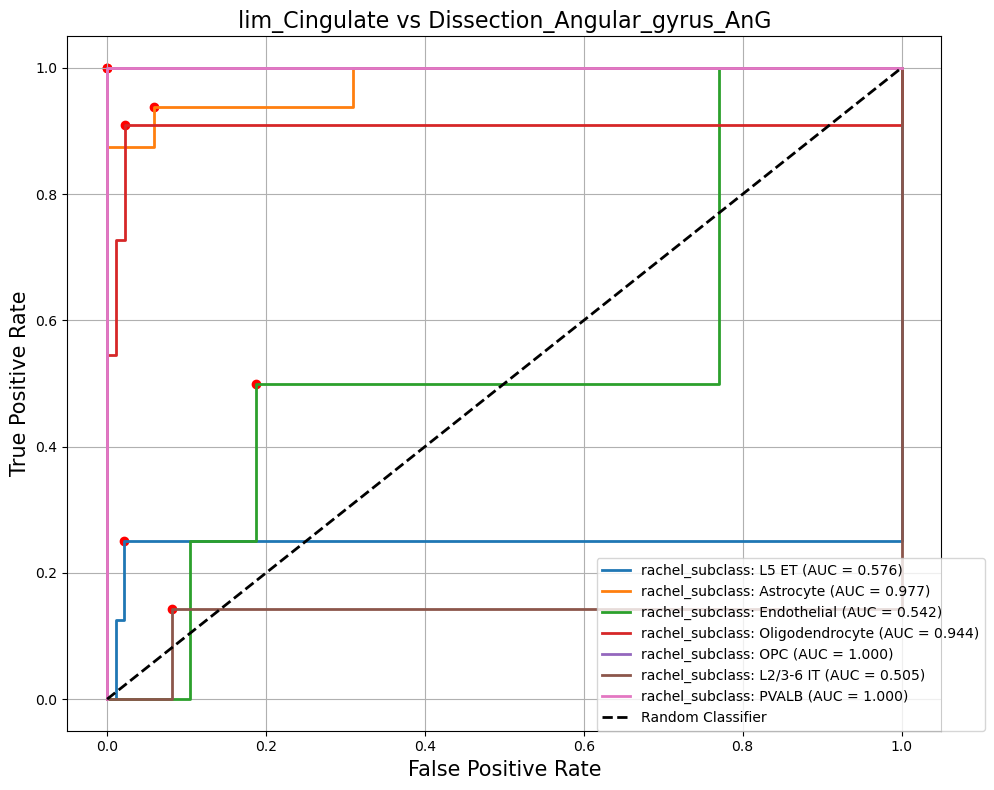 lim_Cingulate vs Dissection_Angular_gyrus_AnG
True Positive Rate
1.0
0.8
0.6
0.4
0.2
0.0
rachel_subclass: L5 ET (AUC = 0.576)
rachel_subclass: Astrocyte (AUC = 0.977)
rachel_subclass: Endothelial (AUC = 0.542)
rachel_subclass: Oligodendrocyte (AUC = 0.944)
rachel_subclass: OPC (AUC = 1.000)
rachel_subclass: L2/3-6 IT (AUC = 0.505)
rachel_subclass: PVALB (AUC = 1.000)
Random Classifier
0.0 0.2 0.4 0.6 0.8 1.0
False Positive Rate